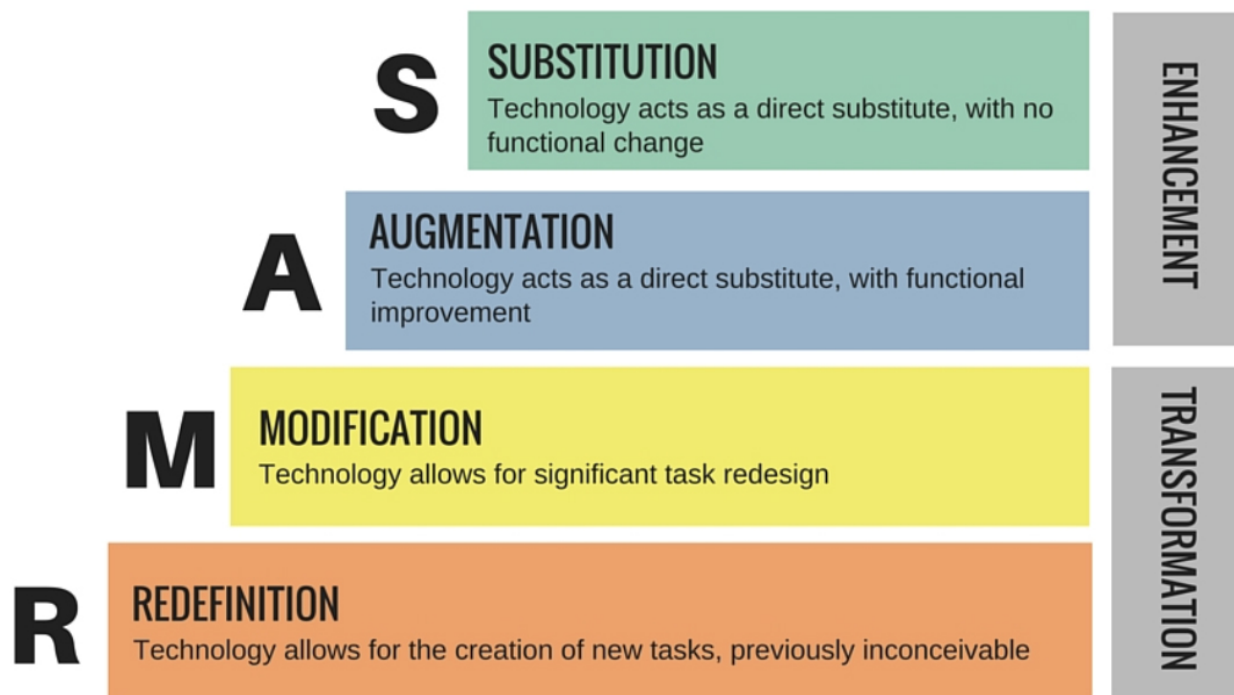 S
SUBSTITUTION
Technology acts as a direct substitute, with no
functional change
A
AUGMENTATION
Technology acts as a direct substitute, with functional
improvement
ENHANCEMENT
M
MODIFICATION
Technology allows for significant task redesign
R
REDEFINITION
Technology allows for the creation of new tasks, previously inconceivable
TRANSFORMATION